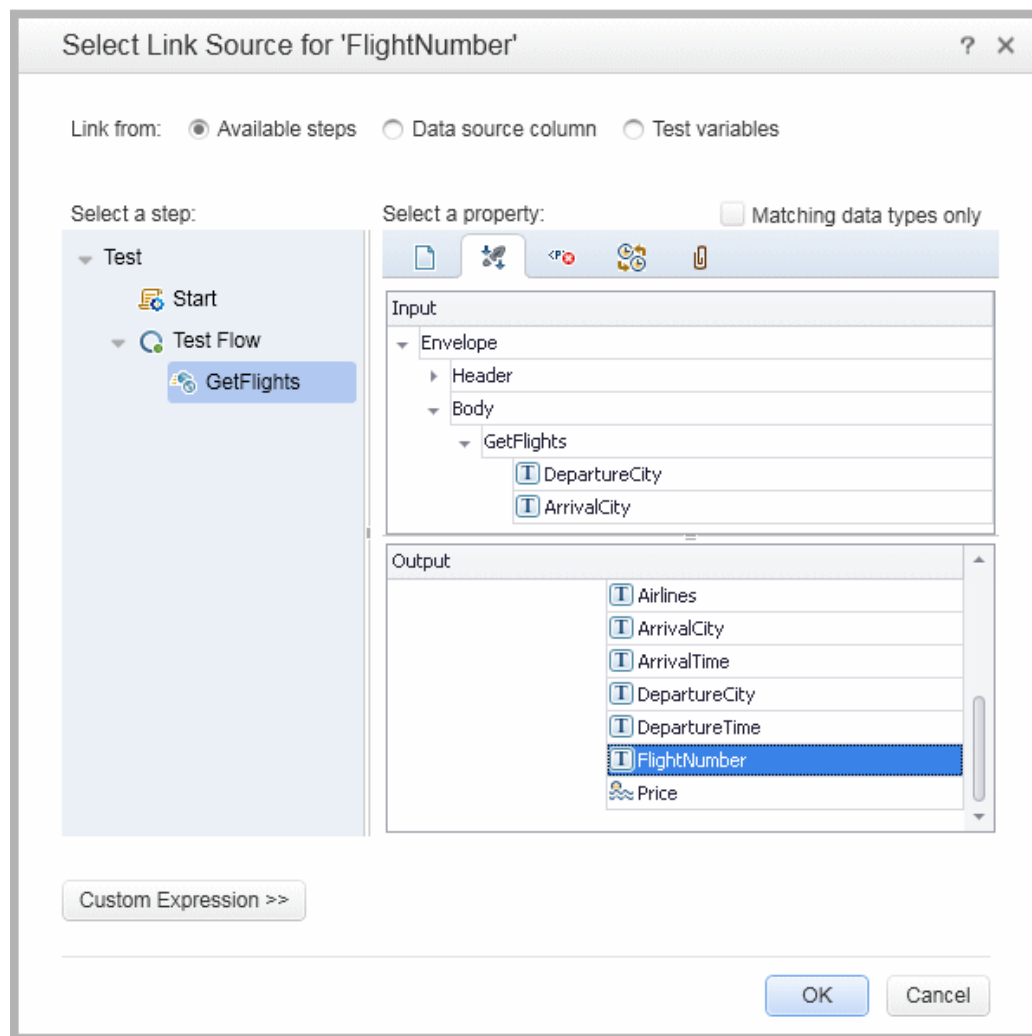 Select Link Source for 'FlightNumber'
? ×
Link from: Available steps Data source column Test variables
Select a step:
Select a property: Matching data types only
Test
Start
Test Flow
GetFlights
<P>
Input
Envelope
Header
Body
GetFlights
T DepartureCity
T ArrivalCity
Output
T Airlines
T ArrivalCity
T ArrivalTime
T DepartureCity
T DepartureTime
T FlightNumber
Price
Custom Expression >>
OK Cancel